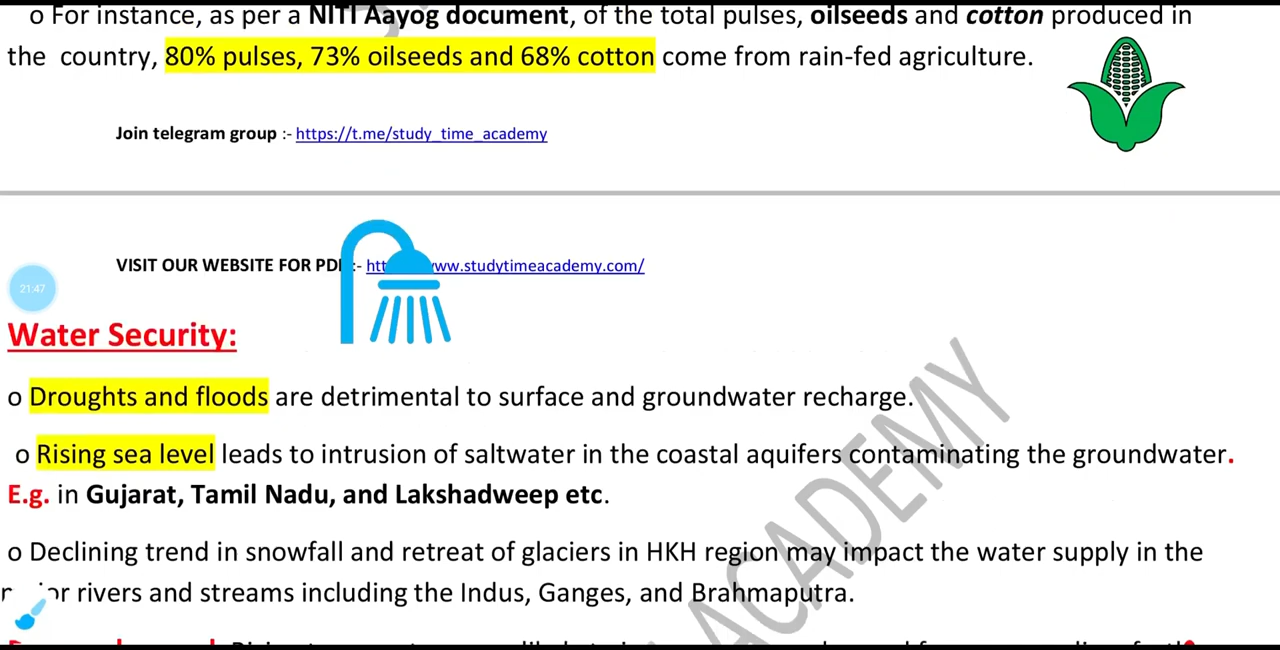 o For instance, as per a NITI Aayog document, of the total pulses, oilseeds and cotton produced in
the country, 80% pulses, 73% oilseeds and 68% cotton come from rain-fed agriculture.
Join telegram group :- https://t.me/study_time_academy
VISIT OUR WEBSITE FOR :- www.studytimeacademy.com/
21:47
Water Security:
o Droughts and floods are detrimental to surface and groundwater recharge.
o Rising sea level leads to intrusion of saltwater in the coastal aquifers contaminating the groundwater.
E.g. in Gujarat, Tamil Nadu, and Lakshadweep etc.
o Declining trend in snowfall and retreat of glaciers in HKH region may impact the water supply in the
rivers and streams including the Indus, Ganges, and Brahmaputra.
ACADEMY